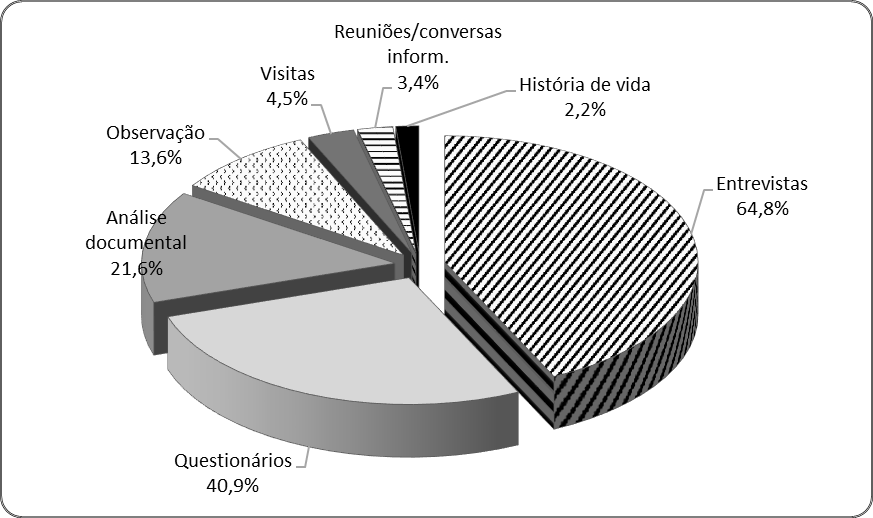 Reuniões/conversas
inform.
3,4%
História de vida
2,2%
Visitas
4,5%
Observação
13,6%
Entrevistas
64,8%
Análise
documental
21,6%
Questionários
40,9%